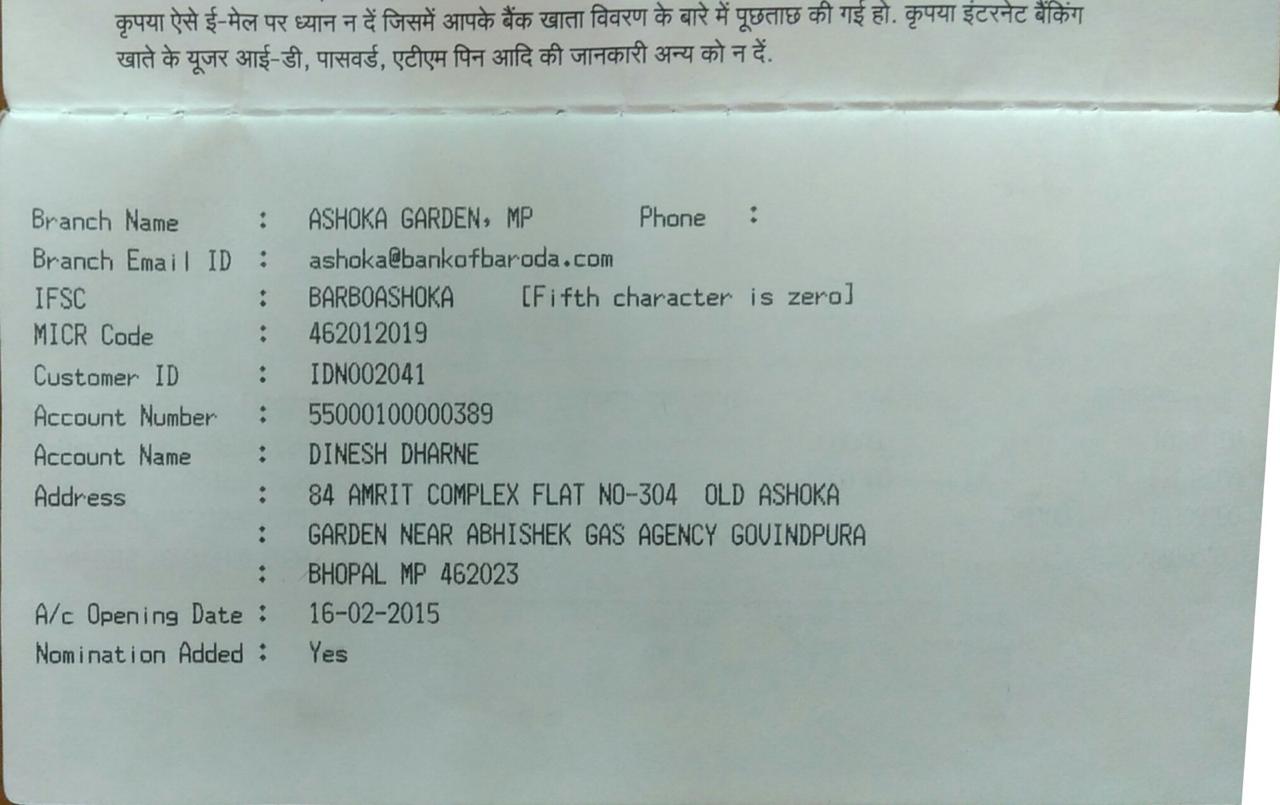 कृपया ऐसे ई-मेल पर ध्यान न दें जिसमें आपके बैंक खाता विवरण के बारे में पूछताछ की गई हो. कृपया इंटरनेट बैंकिंग
खाते के यूजर आई-डी, पासवर्ड, एटीएम पिन आदि की जानकारी अन्य को न दें.
Branch Name : ASHOKA GARDEN, MP Phone :
Branch Email ID : ashoka@bankofbaroda.com
IFSC : BARB0ASHOKA [Fifth character is zero]
MICR Code : 462012019
Customer ID : IDN002041
Account Number : 55000100000389
Account Name : DINESH DHARNE
Address : 84 AMRIT COMPLEX FLAT NO-304 OLD ASHOKA
: GARDEN NEAR ABHISHEK GAS AGENCY GOVINDPURA
: BHOPAL MP 462023
A/c Opening Date : 16-02-2015
Nomination Added : Yes